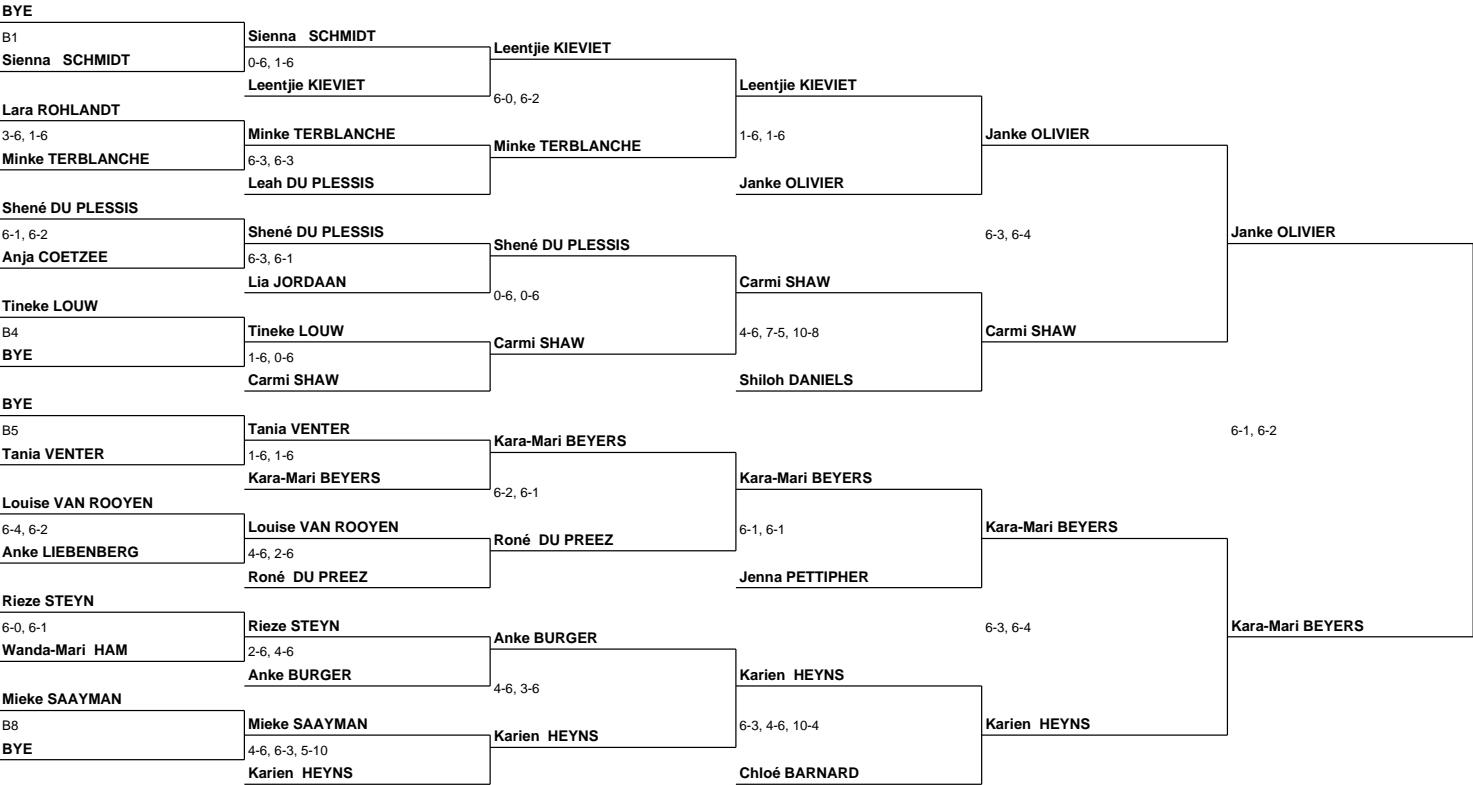 BYE
B1
Sienna SCHMIDT
Lara ROHLANDT
3-6, 1-6
Minke TERBLANCHE
Shené DU PLESSIS
6-1, 6-2
Anja COETZEE
Tineke LOUW
B4
BYE
BYE
B5
Tania VENTER
Louise VAN ROOYEN
6-4, 6-2
Anke LIEBENBERG
Rieze STEYN
6-0, 6-1
Wanda-Mari HAM
Mieke SAAYMAN
B8
BYE
Sienna SCHMIDT
0-6, 1-6
Leentjie KIEVIET
Minke TERBLANCHE
6-3, 6-3
Leah DU PLESSIS
Shené DU PLESSIS
6-3, 6-1
Lia JORDAAN
Tineke LOUW
1-6, 0-6
Carmi SHAW
Tania VENTER
1-6, 1-6
Kara-Mari BEYERS
Louise VAN ROOYEN
4-6, 2-6
Roné DU PREEZ
Rieze STEYN
2-6, 4-6
Anke BURGER
Mieke SAAYMAN
4-6, 6-3, 5-10
Karien HEYNS
Leentjie KIEVIET
6-0, 6-2
Minke TERBLANCHE
Shené DU PLESSIS
0-6, 0-6
Carmi SHAW
Kara-Mari BEYERS
6-2, 6-1
Roné DU PREEZ
Anke BURGER
4-6, 3-6
Karien HEYNS
Leentjie KIEVIET
1-6, 1-6
Janke OLIVIER
Carmi SHAW
4-6, 7-5, 10-8
Shiloh DANIELS
Kara-Mari BEYERS
6-1, 6-1
Jenna PETTIPHER
Karien HEYNS
6-3, 4-6, 10-4
Chloé BARNARD
Janke OLIVIER
6-3, 6-4
Carmi SHAW
Kara-Mari BEYERS
6-3, 6-4
Karien HEYNS
Janke OLIVIER
6-1, 6-2
Kara-Mari BEYERS